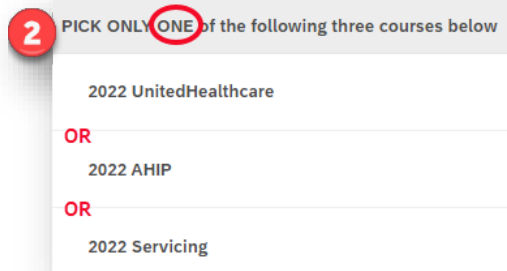 2
PICK ONLY ONE of the following three courses below
2022 UnitedHealthcare
OR
2022 AHIP
OR
2022 Servicing